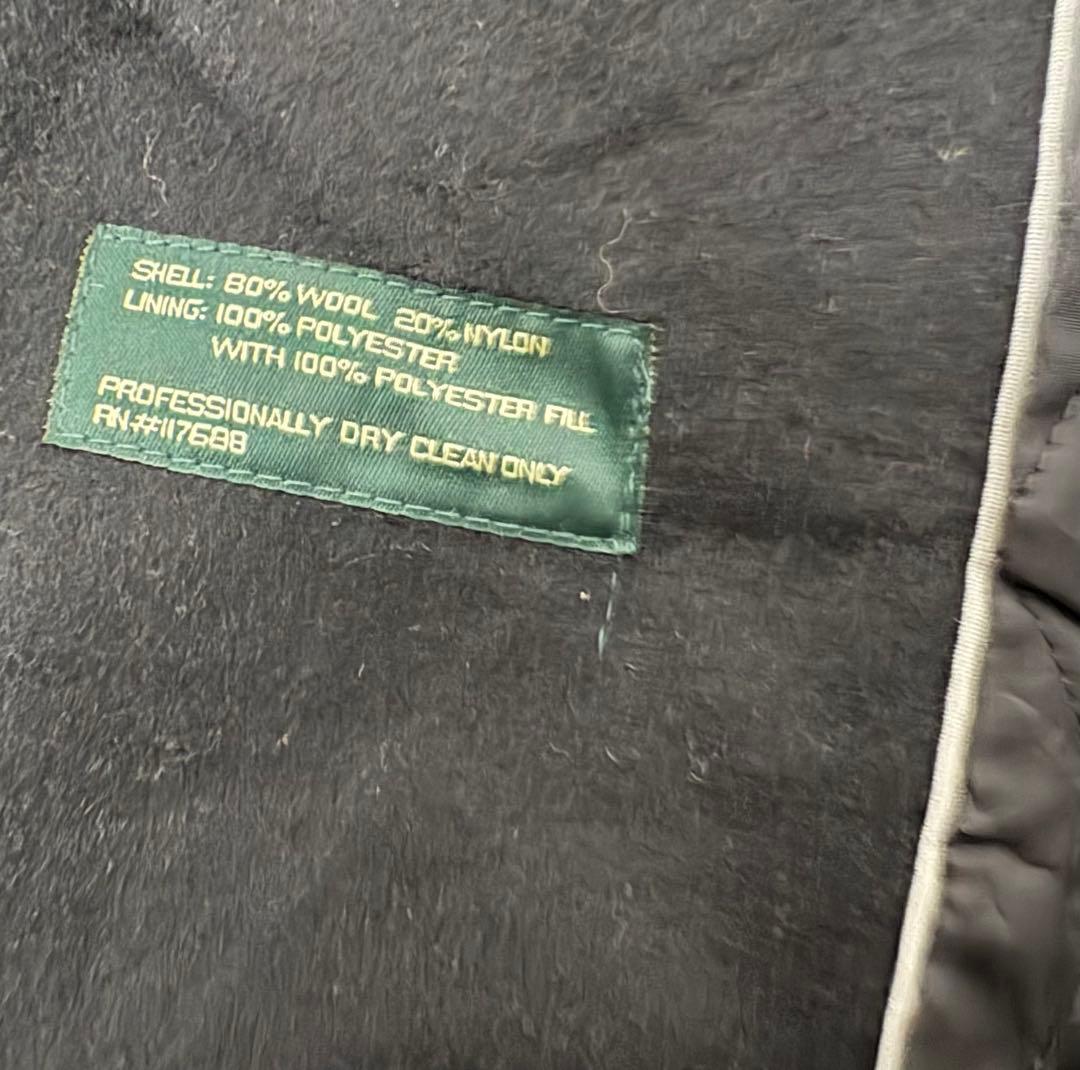 SHELL: 80% WOOL 20% NYLON
LINING: 100% POLYESTER
WITH 100% POLYESTER FILL
PROFESSIONALLY DRY CLEAN ONLY
RN#117688